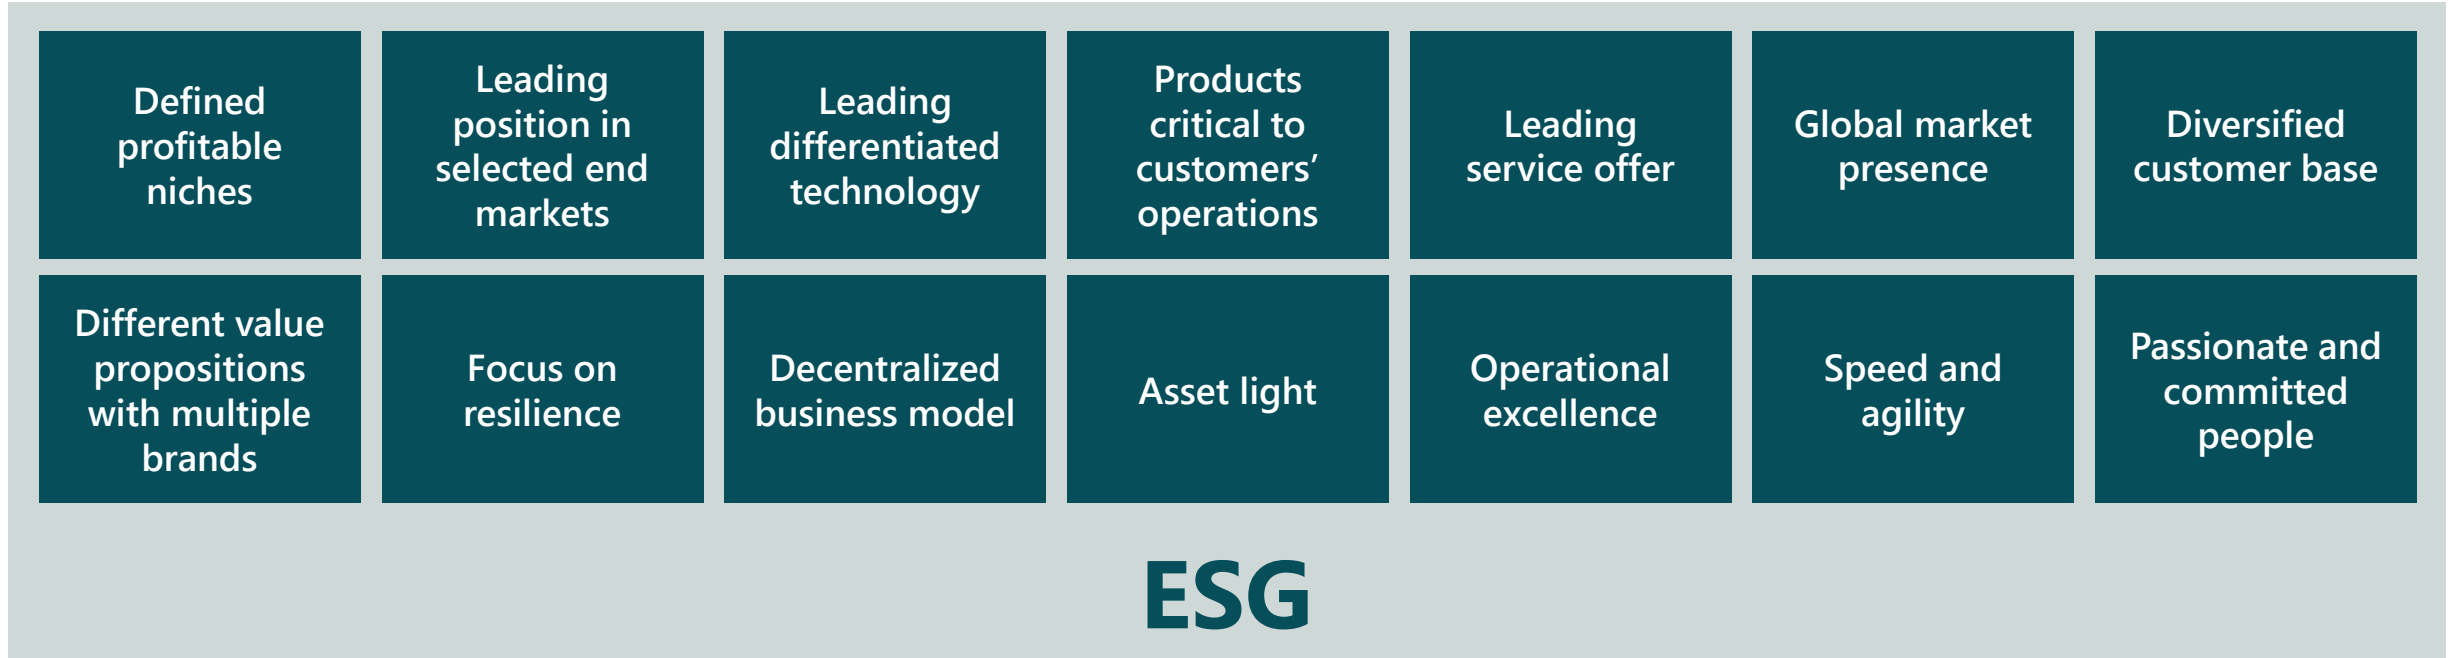 Defined
profitable
niches
Leading
position in
selected end
markets
Leading
differentiated
technology
Products
critical to
customers’
operations
Leading
service offer
Global market
presence
Diversified
customer base
Different value
propositions
with multiple
brands
Focus on
resilience
Decentralized
business model
Asset light
Operational
excellence
Speed and
agility
Passionate and
committed
people
ESG